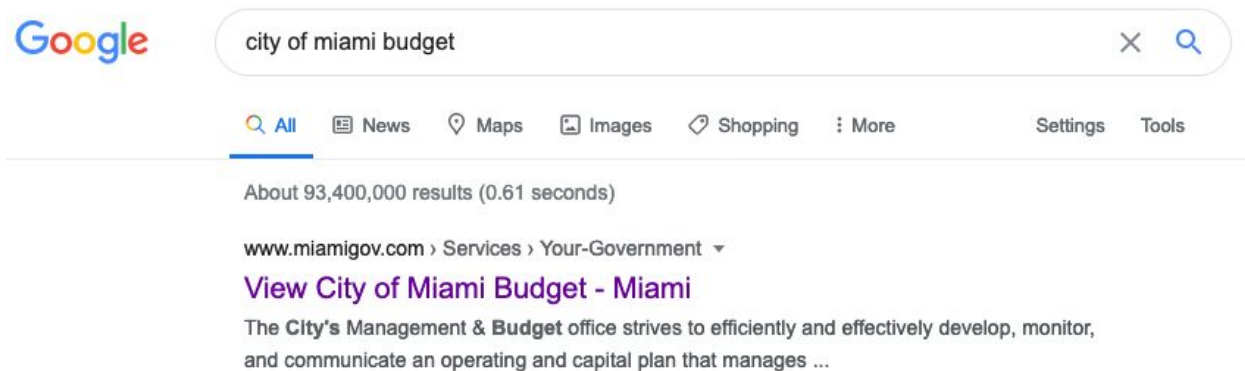 Google
city of miami budget
All News Maps Images Shopping More Settings Tools
About 93,400,000 results (0.61 seconds)
www.miamigov.com › Services › Your-Government
View City of Miami Budget - Miami
The City's Management & Budget office strives to efficiently and effectively develop, monitor,
and communicate an operating and capital plan that manages ...